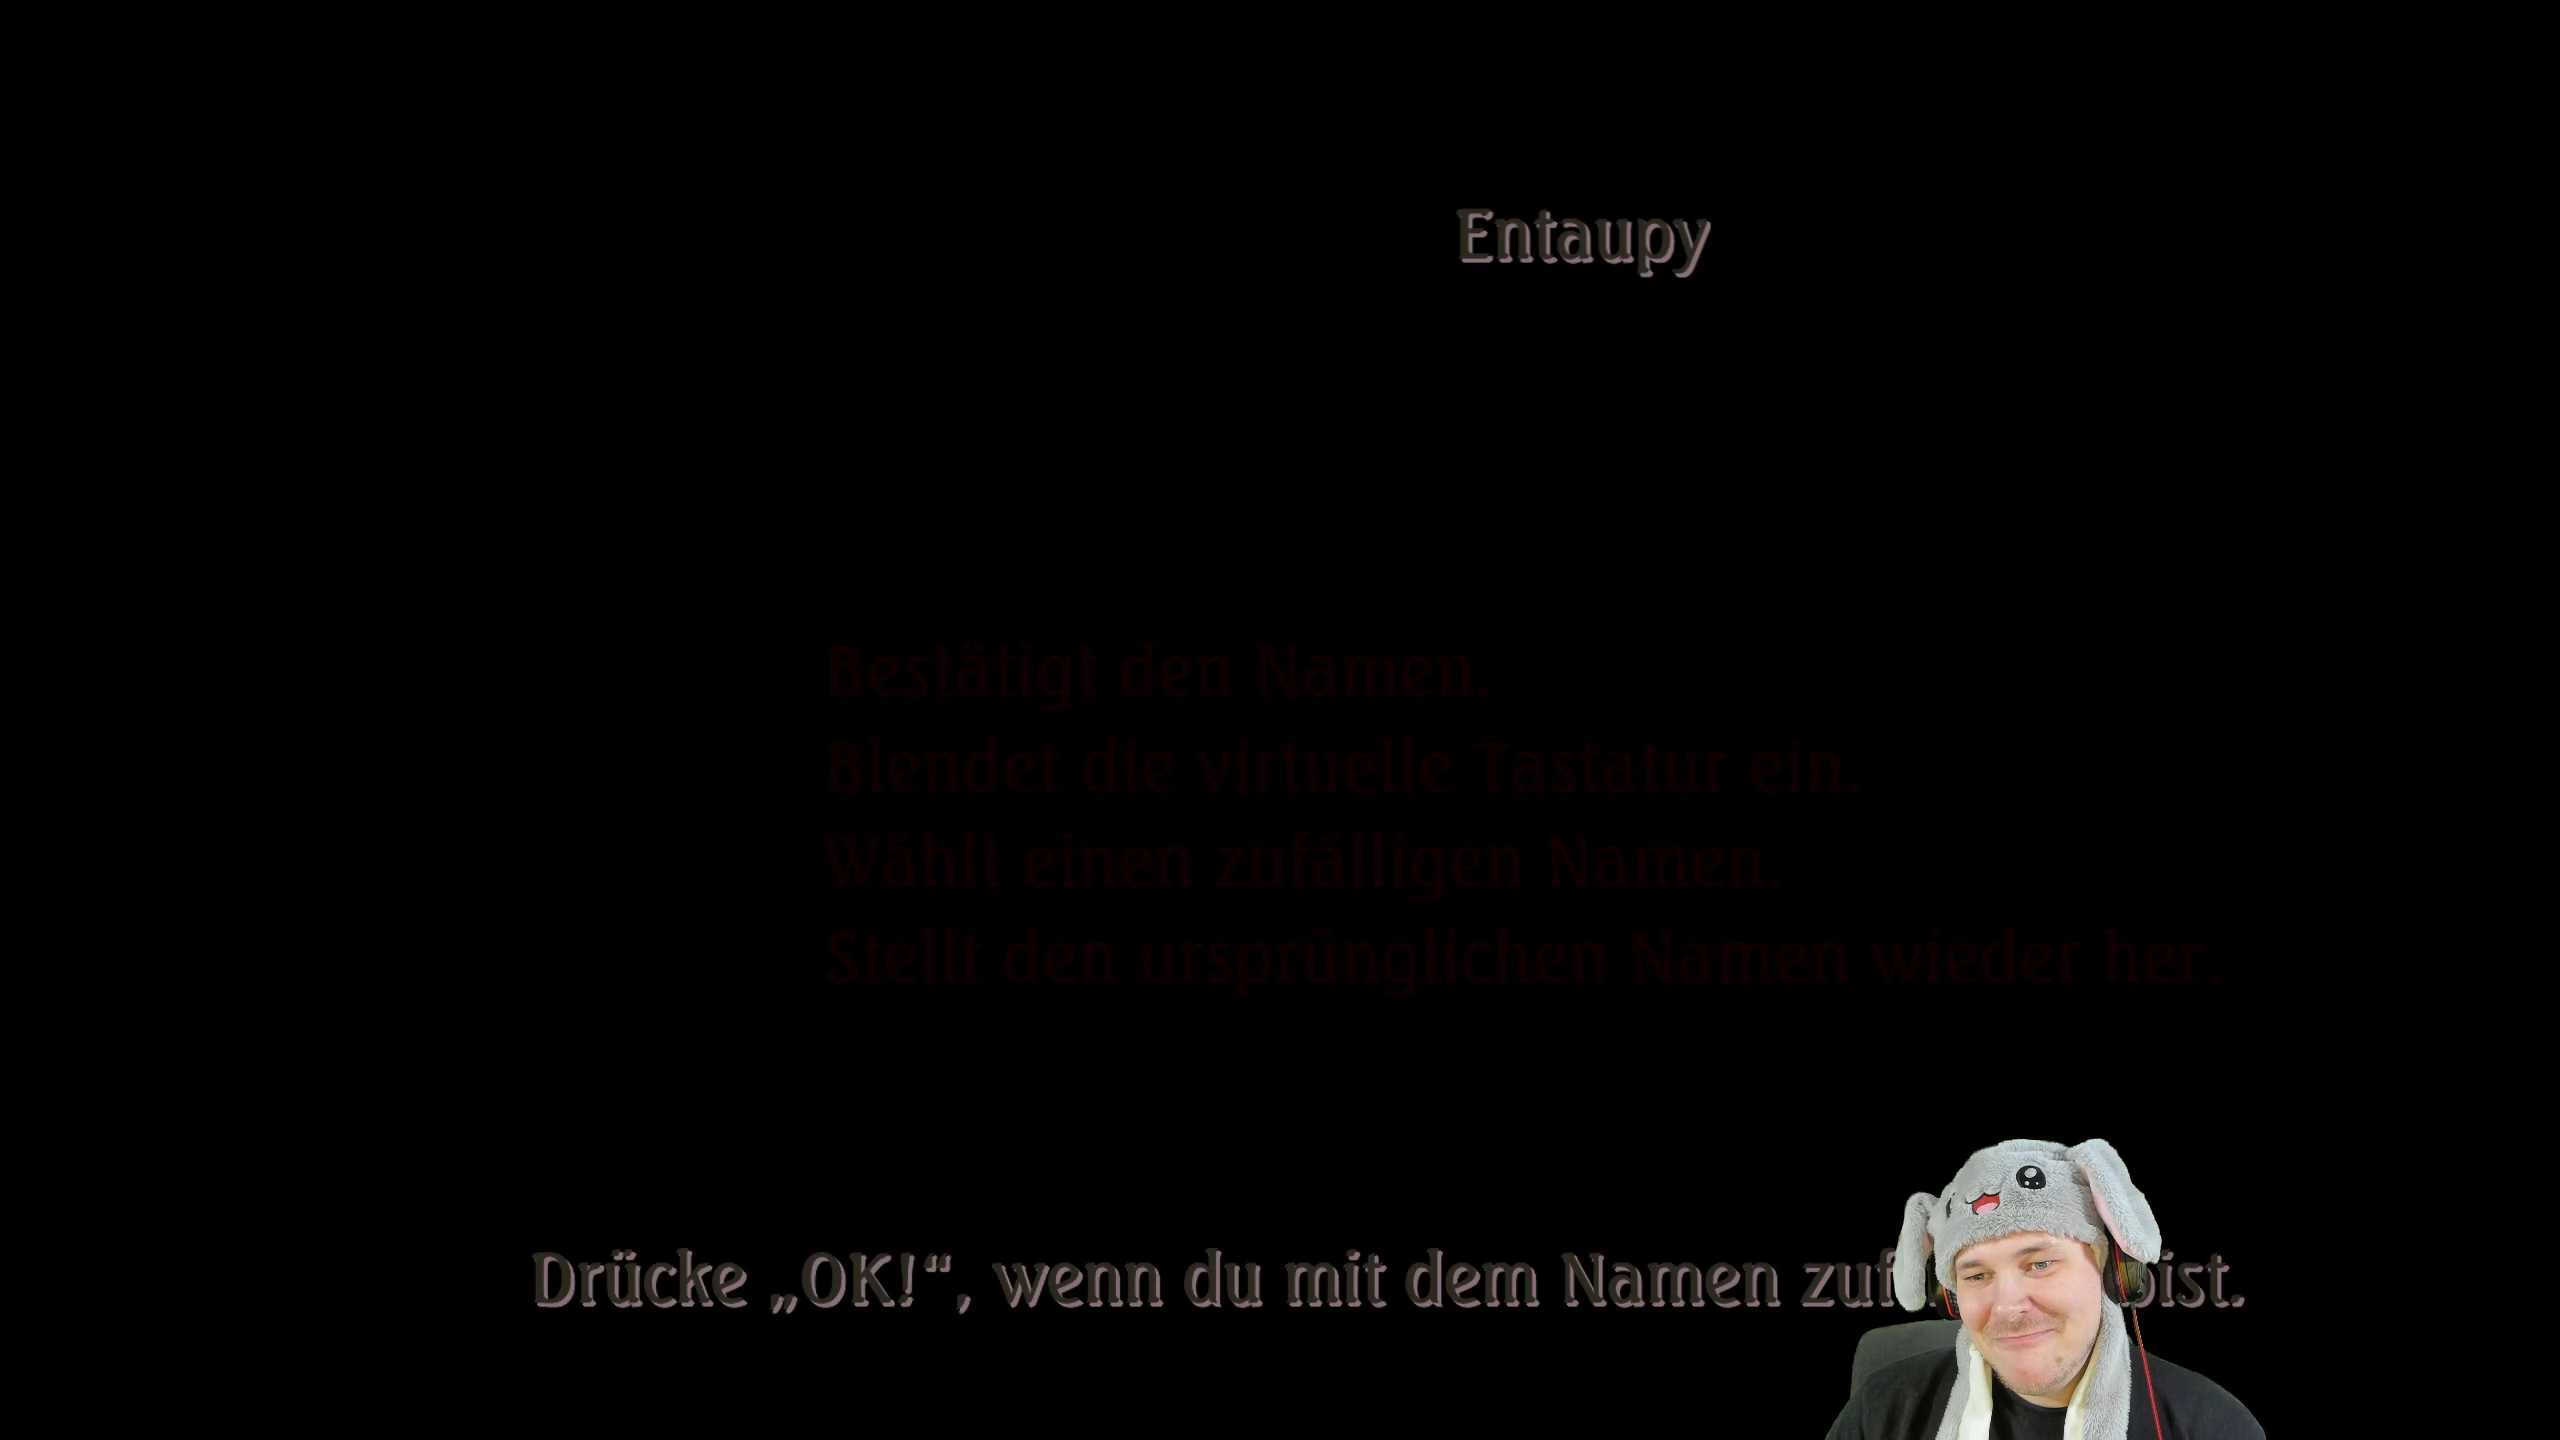 Entaupy
Bestätigt den Namen.
Blendet die virtuelle Tastatur ein.
Wählt einen zufälligen Namen.
Stellt den ursprünglichen Namen wieder her.
Drücke „OK!“, wenn du mit dem Namen bist.